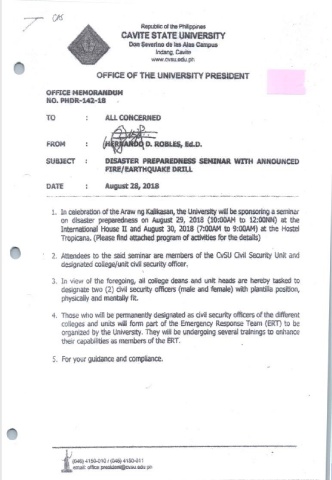 CAS
Republic of the Philippines
CAVITE STATE UNIVERSITY
Don Severino de las Alas Campus
Indang, Cavite
www.cvsu.edu.ph
OFFICE OF THE UNIVERSITY PRESIDENT
OFFICE MEMORANDUM
NO. PHDR-142-18
TO : ALL CONCERNED
FROM : HERNANDO D. ROBLES, Ed.D.
SUBJECT : DISASTER PREPAREDNESS SEMINAR WITH ANNOUNCED
FIRE/EARTHQUAKE DRILL
DATE : August 28, 2018
1. In celebration of the Araw ng Kalikasan, the University will be sponsoring a seminar
on disaster preparedness on August 29, 2018 (10:00AM to 12:00NN) at the
International House II and August 30, 2018 (7:00AM to 9:00AM) at the Hostel
Tropicana. (Please find attached program of activities for the details)
2. Attendees to the said seminar are members of the CvSU Civil Security Unit and
designated college/unit civil security officer.
3. In view of the foregoing, all college deans and unit heads are hereby tasked to
designate two (2) civil security officers (male and female) with plantilla position,
physically and mentally fit.
4. Those who will be permanently designated as civil security officers of the different
colleges and units will form part of the Emergency Response Team (ERT) to be
organized by the University. They will be undergoing several trainings to enhance
their capabilities as members of the ERT.
5. For your guidance and compliance.
(046) 4150-010 / (046) 4150-011
email: office.president@cvsu.edu.ph